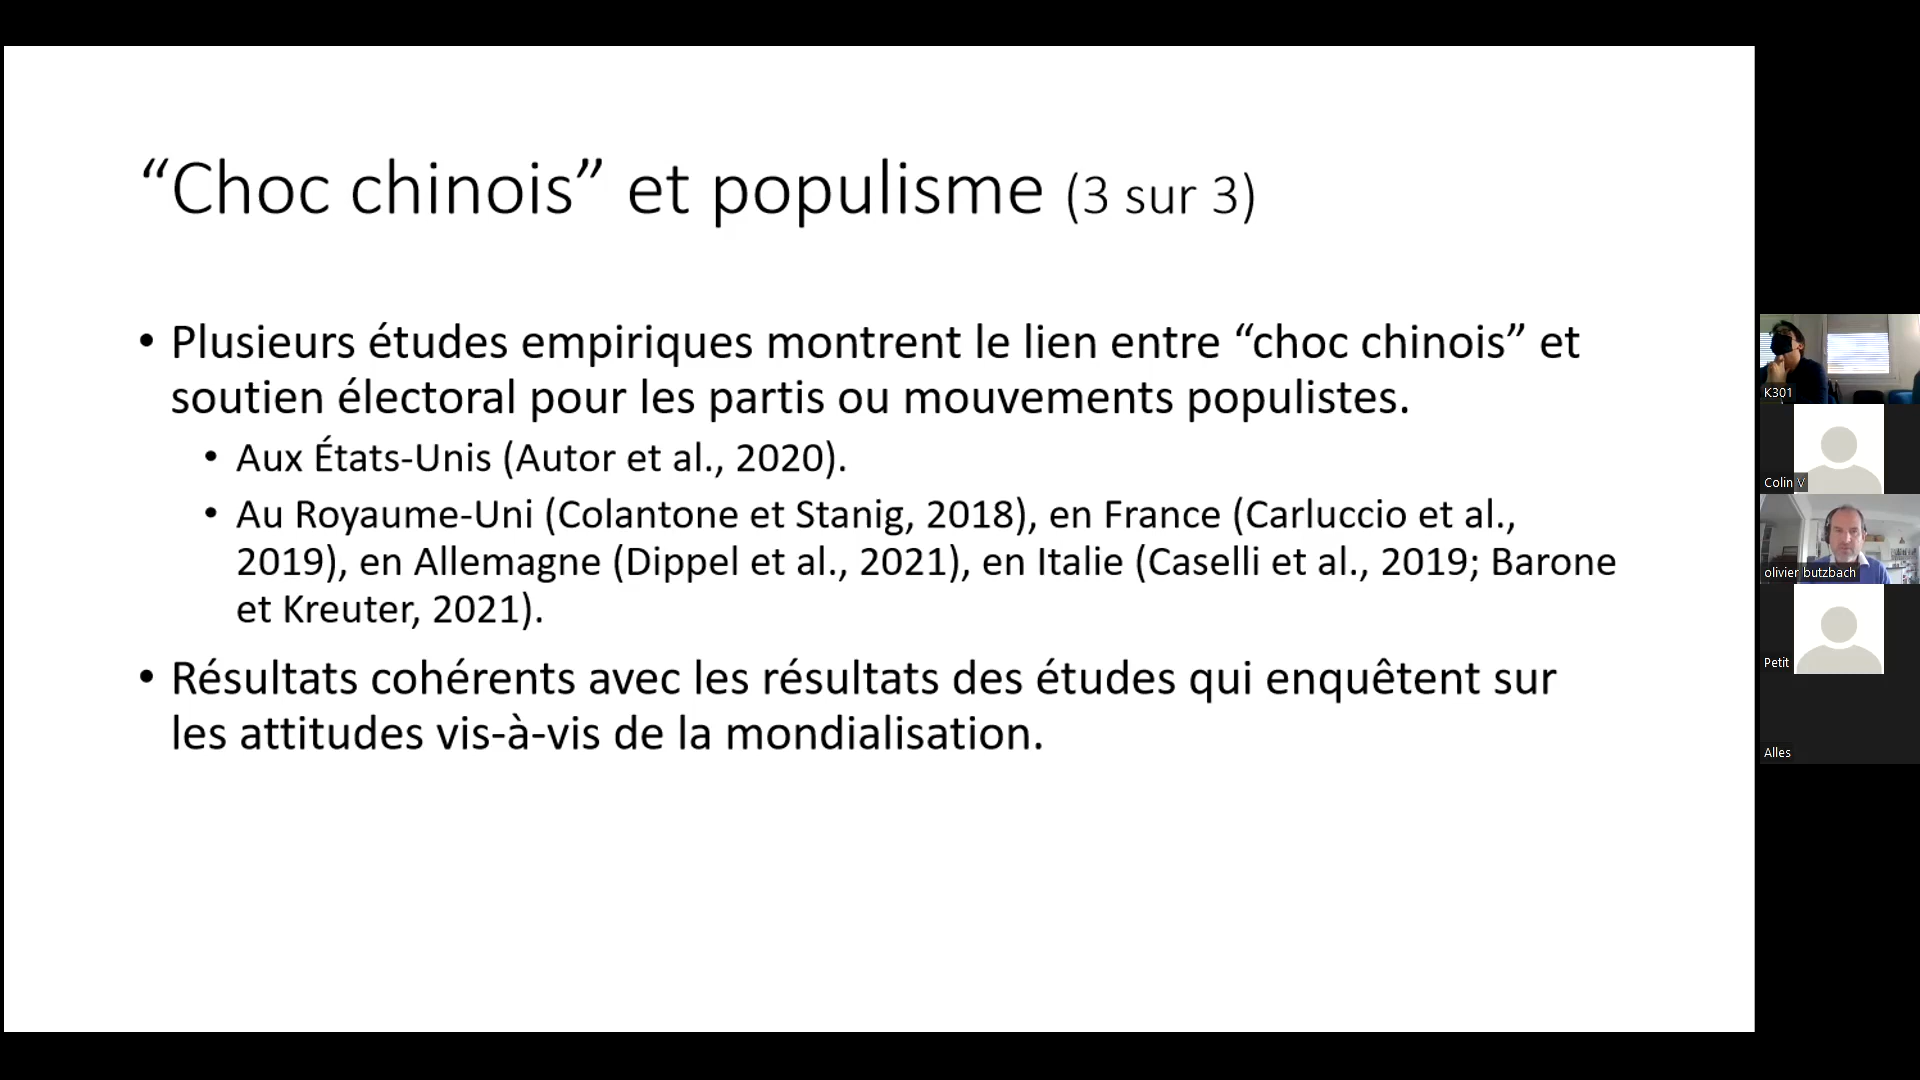 “Choc chinois” et populisme (3 sur 3)
• Plusieurs études empiriques montrent le lien entre “choc chinois” et
soutien électoral pour les partis ou mouvements populistes.
• Aux États-Unis (Autor et al., 2020).
• Au Royaume-Uni (Colantone et Stanig, 2018), en France (Carluccio et al.,
2019), en Allemagne (Dippel et al., 2021), en Italie (Caselli et al., 2019; Barone
et Kreuter, 2021).
• Résultats cohérents avec les résultats des études qui enquêtent sur
les attitudes vis-à-vis de la mondialisation.
K301
Colin V
olivier butzbach
Petit
Alles